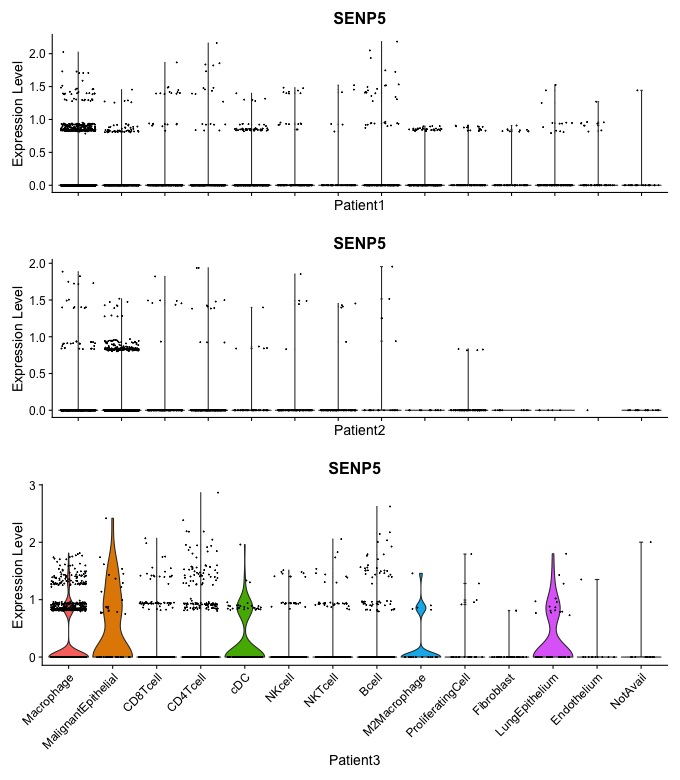 SENP5
Expression Level
2.0
1.5
1.0
0.5
0.0
Patient1
SENP5
Expression Level
2.0
1.5
1.0
0.5
0.0
Patient2
SENP5
Expression Level
3
2
1
0
Macrophage
MalignantEpithelial
CD8Tcell
CD4Tcell
cDC
NKcell
NKTcell
Bcell
M2Macrophage
ProliferatingCell
Fibroblast
LungEpithelium
Endothelium
NotAvail
Patient3